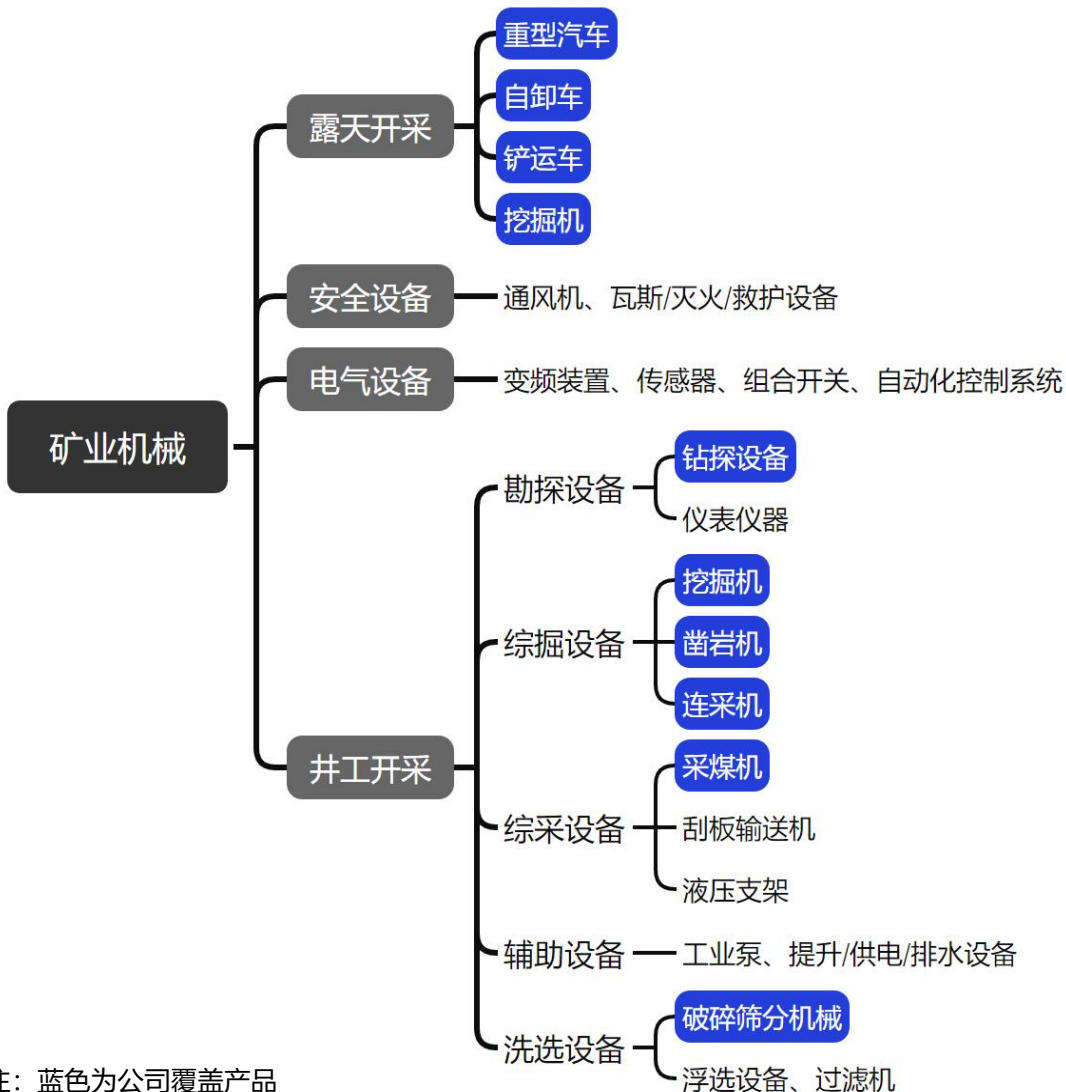 重型汽车
自卸车
露天开采
铲运车
挖掘机
安全设备
通风机、瓦斯/灭火/救护设备
电气设备
变频装置、传感器、组合开关、自动化控制系统
矿业机械
钻探设备
勘探设备
仪表仪器
挖掘机
综掘设备
凿岩机
连采机
井工开采
采煤机
综采设备
刮板输送机
液压支架
辅助设备
工业泵、提升/供电/排水设备
破碎筛分机械
洗选设备
浮选设备、过滤机
注：蓝色为公司覆盖产品